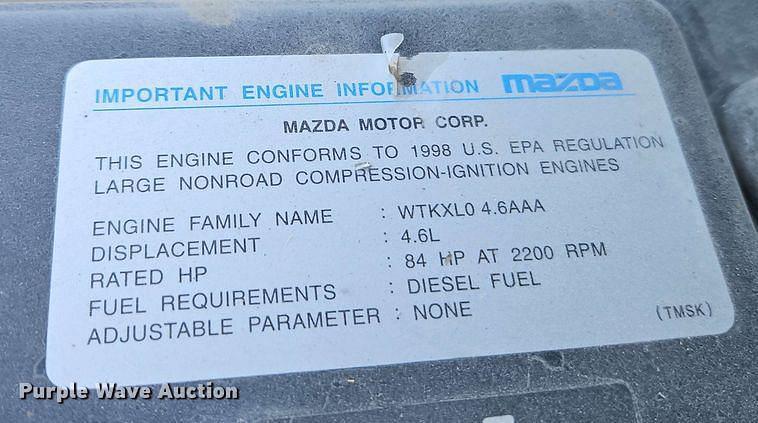 IMPORTANT ENGINE INFORMATION mazda
MAZDA MOTOR CORP.
THIS ENGINE CONFORMS TO 1998 U.S. EPA REGULATION
LARGE NONROAD COMPRESSION-IGNITION ENGINES
ENGINE FAMILY NAME : WTKXL0 4.6AAA
DISPLACEMENT : 4.6L
RATED HP : 84 HP AT 2200 RPM
FUEL REQUIREMENTS : DIESEL FUEL
ADJUSTABLE PARAMETER : NONE
(TMSK)
Purple Wave Auction